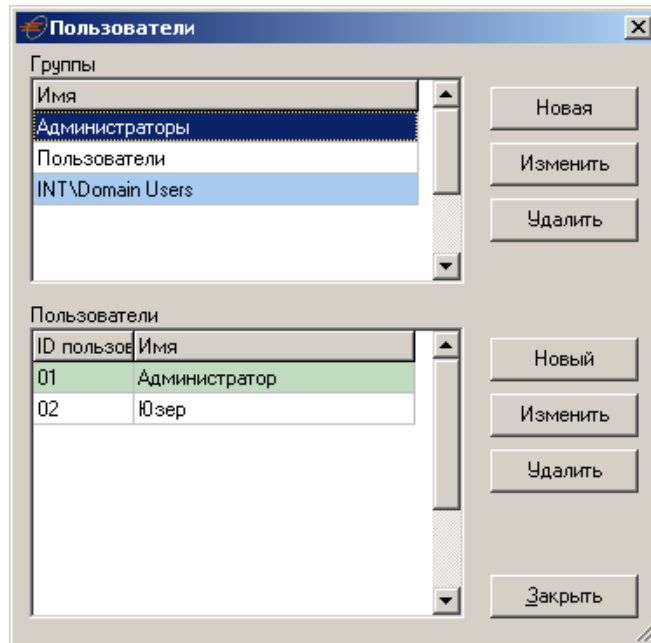 Пользователи
Группы
Имя
Новая
Администраторы
Пользователи
Изменить
INT\Domain Users
Удалить
Пользователи
ID пользов Имя
Новый
01 Администратор
02 Юзер
Изменить
Удалить
Закрыть